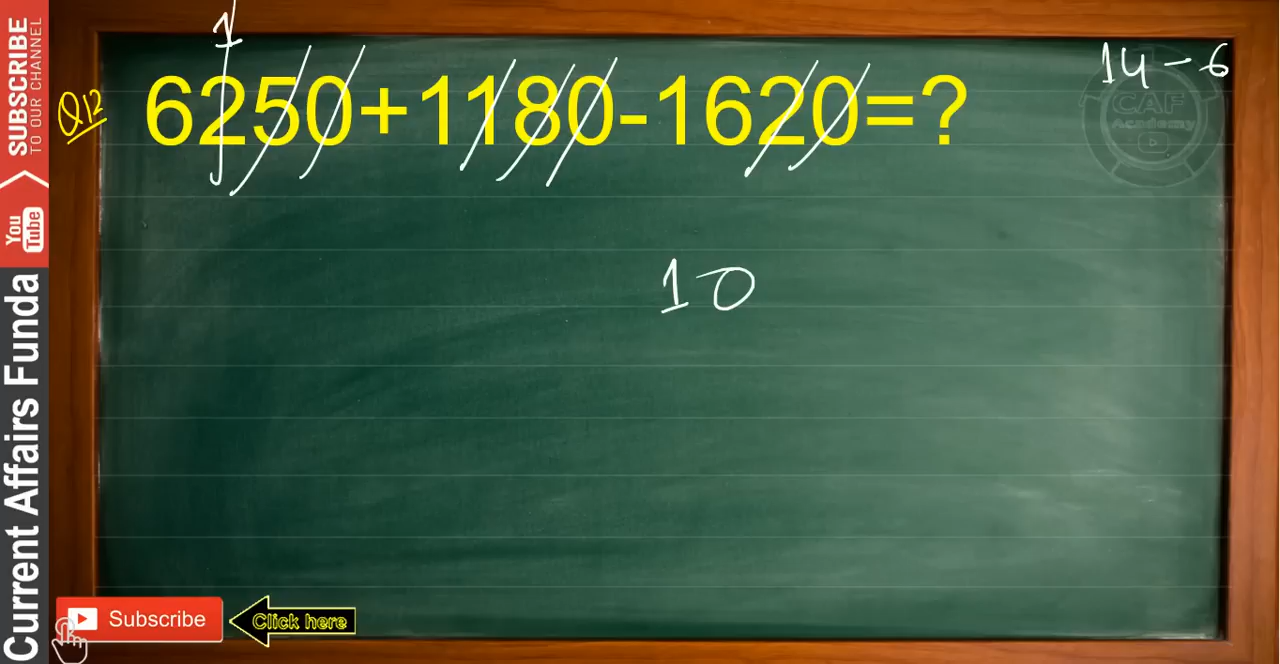 1
14-6
Q12 6250+1180-1620=?
CAF
Academy
10
SUBSCRIBE
TO OUR CHANNEL
You Tube
Current Affairs Funda
Subscribe
Click here